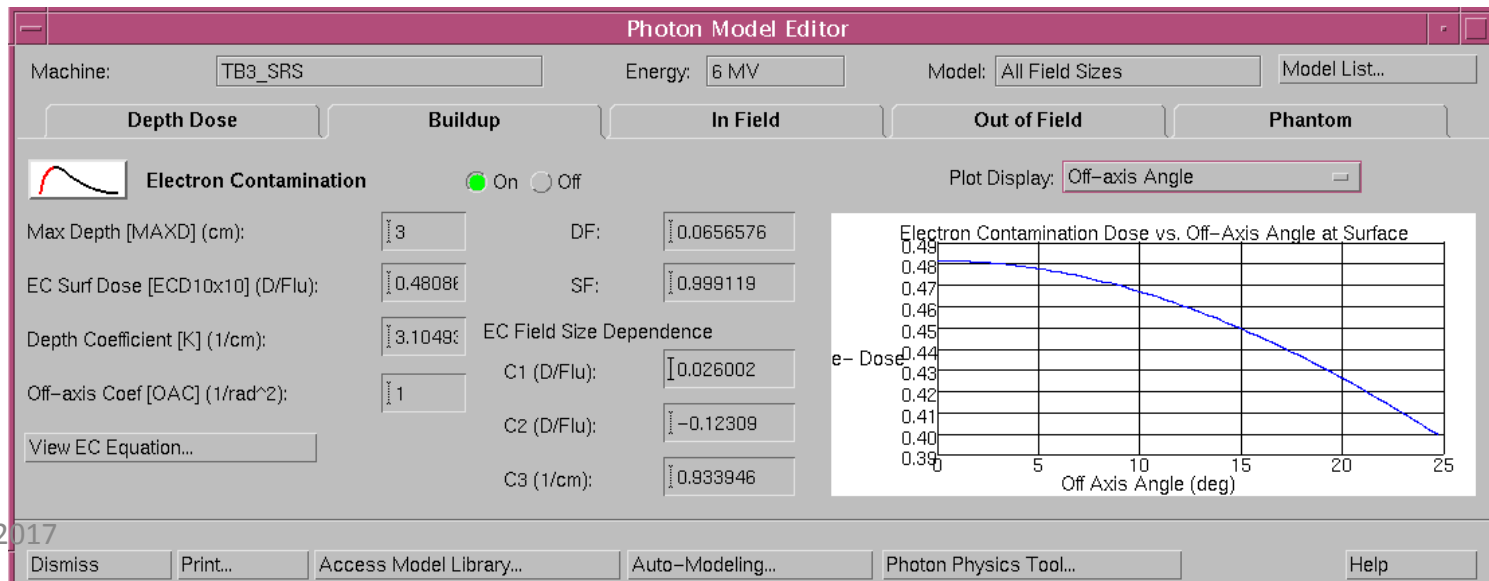 Photon Model Editor
Machine: TB3_SRS Energy: 6 MV Model: All Field Sizes Model List...
Depth Dose Buildup In Field Out of Field Phantom
Electron Contamination On Off Plot Display: Off-axis Angle
Max Depth [MAXD] (cm): 3 DF: 0.0656576
EC Surf Dose [ECD10x10] (D/Flu): 0.48086 SF: 0.999119
Depth Coefficient [K] (1/cm): 3.10493 EC Field Size Dependence
C1 (D/Flu): 0.026002
Off-axis Coef [OAC] (1/rad^2): 1
C2 (D/Flu): -0.12309
View EC Equation...
C3 (1/cm): 0.933946
Electron Contamination Dose vs. Off-Axis Angle at Surface
0.49
0.48
0.47
0.46
0.45
e- Dose 0.44
0.43
0.42
0.41
0.40
0.39
0 5 10 15 20 25
Off Axis Angle (deg)
2017
Dismiss Print... Access Model Library... Auto-Modeling... Photon Physics Tool... Help